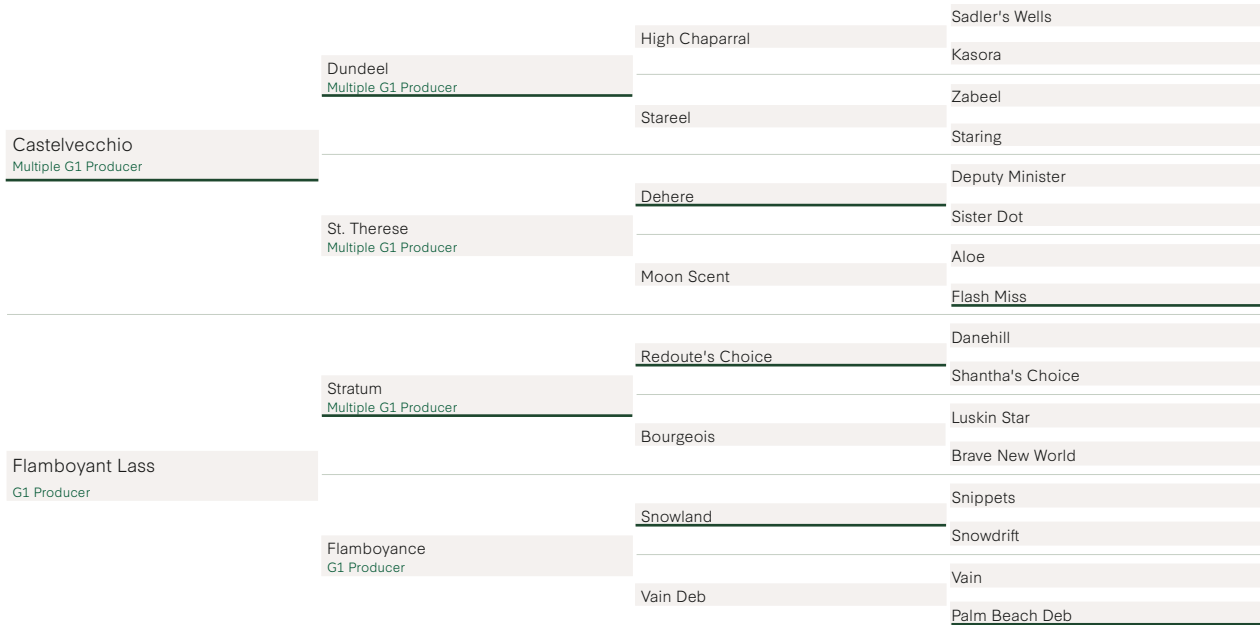 Sadler's Wells
High Chaparral
Kasora
Dundeel
Multiple G1 Producer
Zabeel
Stareel
Staring
Castelvecchio
Multiple G1 Producer
Deputy Minister
Dehere
Sister Dot
St. Therese
Multiple G1 Producer
Aloe
Moon Scent
Flash Miss
Danehill
Redoute's Choice
Shantha's Choice
Stratum
Multiple G1 Producer
Luskin Star
Bourgeois
Brave New World
Flamboyant Lass
G1 Producer
Snippets
Snowland
Snowdrift
Flamboyance
G1 Producer
Vain
Vain Deb
Palm Beach Deb